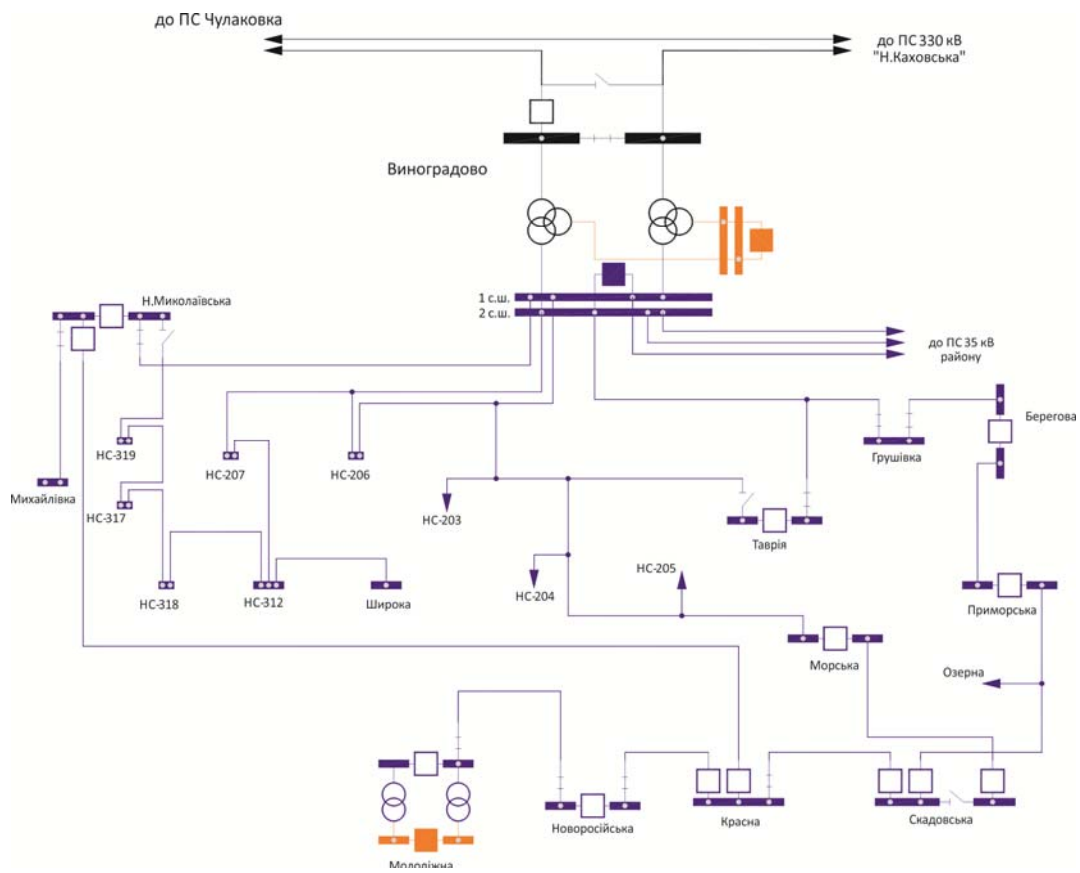 до ПС Чулаковка
до ПС 330 кВ
"Н.Каховська"
Виноградово
1 с.ш.
2 с.ш.
Н.Миколаївська
до ПС 35 кВ
району
Берегова
НС-319
НС-207
НС-206
Грушівка
Михайлівка
НС-317
НС-203
Таврія
НС-318
НС-312
Широка
НС-204
НС-205
Приморська
Морська
Озерна
Новоросійська
Красна
Скадовська
Молодіжна